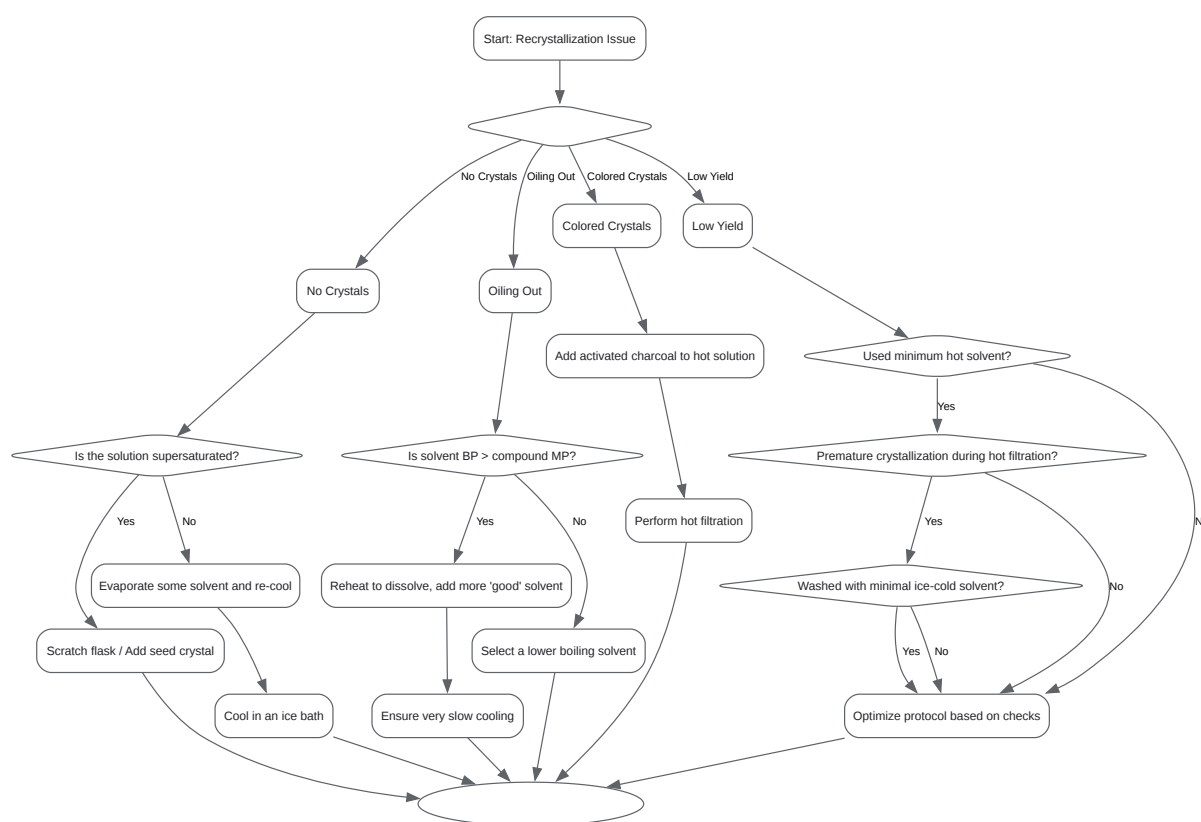 Start: Recrystallization Issue
No Crystals
Oiling Out
Colored Crystals
Low Yield
Colored Crystals
Low Yield
No Crystals
Oiling Out
Add activated charcoal to hot solution
Used minimum hot solvent?
Yes
Is the solution supersaturated?
Is solvent BP > compound MP?
Premature crystallization during hot filtration?
Yes
No
Yes
No
Perform hot filtration
Yes
Evaporate some solvent and re-cool
Reheat to dissolve, add more 'good' solvent
Washed with minimal ice-cold solvent?
No
Scratch flask / Add seed crystal
Select a lower boiling solvent
Yes
No
Cool in an ice bath
Ensure very slow cooling
Optimize protocol based on checks